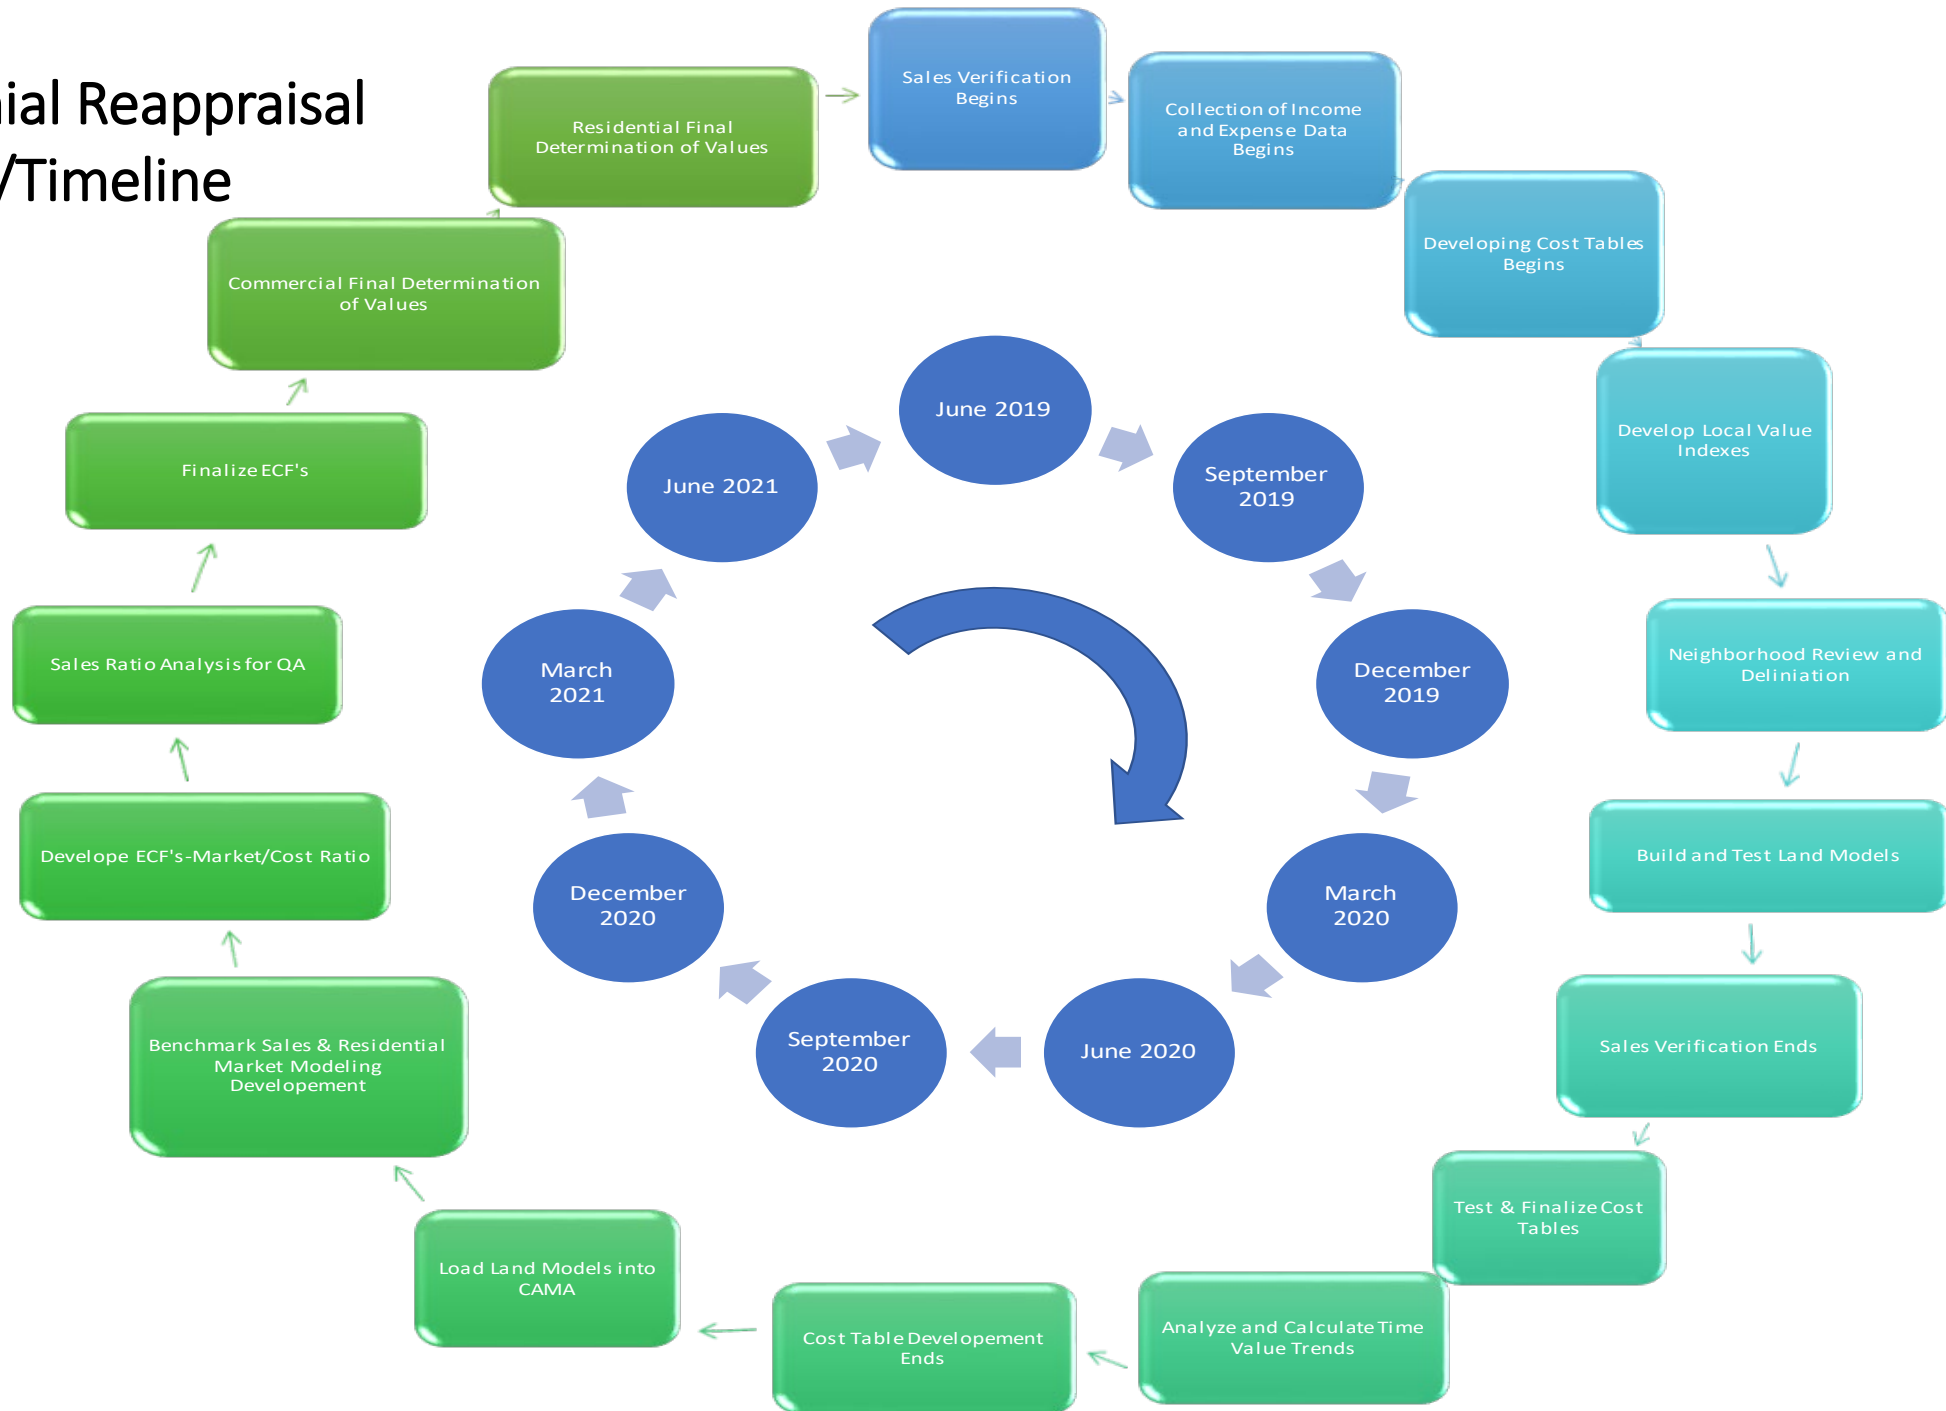 nial Reappraisal
/Timeline
Sales Verification
Begins
Collection of Income
and Expense Data
Begins
Developing Cost Tables
Begins
Develop Local Value
Indexes
Neighborhood Review and
Deliniation
Build and Test Land Models
Sales Verification Ends
Test & Finalize Cost
Tables
Analyze and Calculate Time
Value Trends
Cost Table Developement
Ends
Load Land Models into
CAMA
Benchmark Sales & Residential
Market Modeling
Developement
Develope ECF's-Market/Cost Ratio
Sales Ratio Analysis for QA
Finalize ECF's
Commercial Final Determination
of Values
Residential Final
Determination of Values
June 2019
September
2019
December
2019
March
2020
June 2020
September
2020
December
2020
March
2021
June 2021